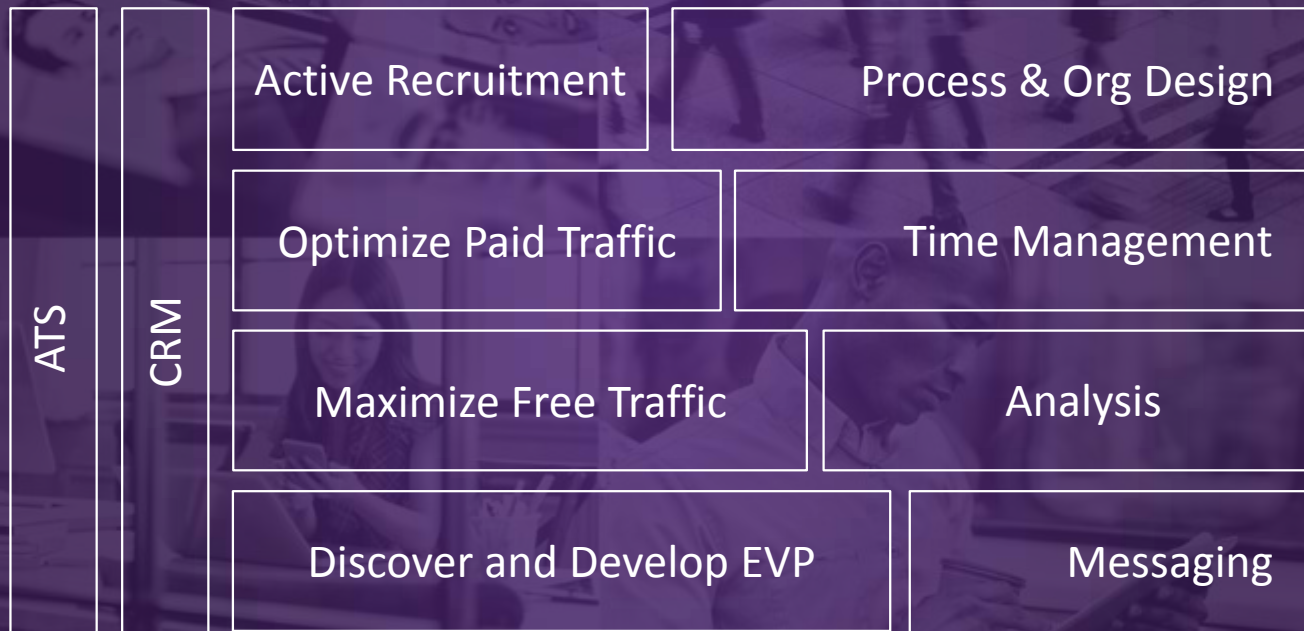 ATS
CRM
Active Recruitment
Process & Org Design
Optimize Paid Traffic
Time Management
Maximize Free Traffic
Analysis
Discover and Develop EVP
Messaging